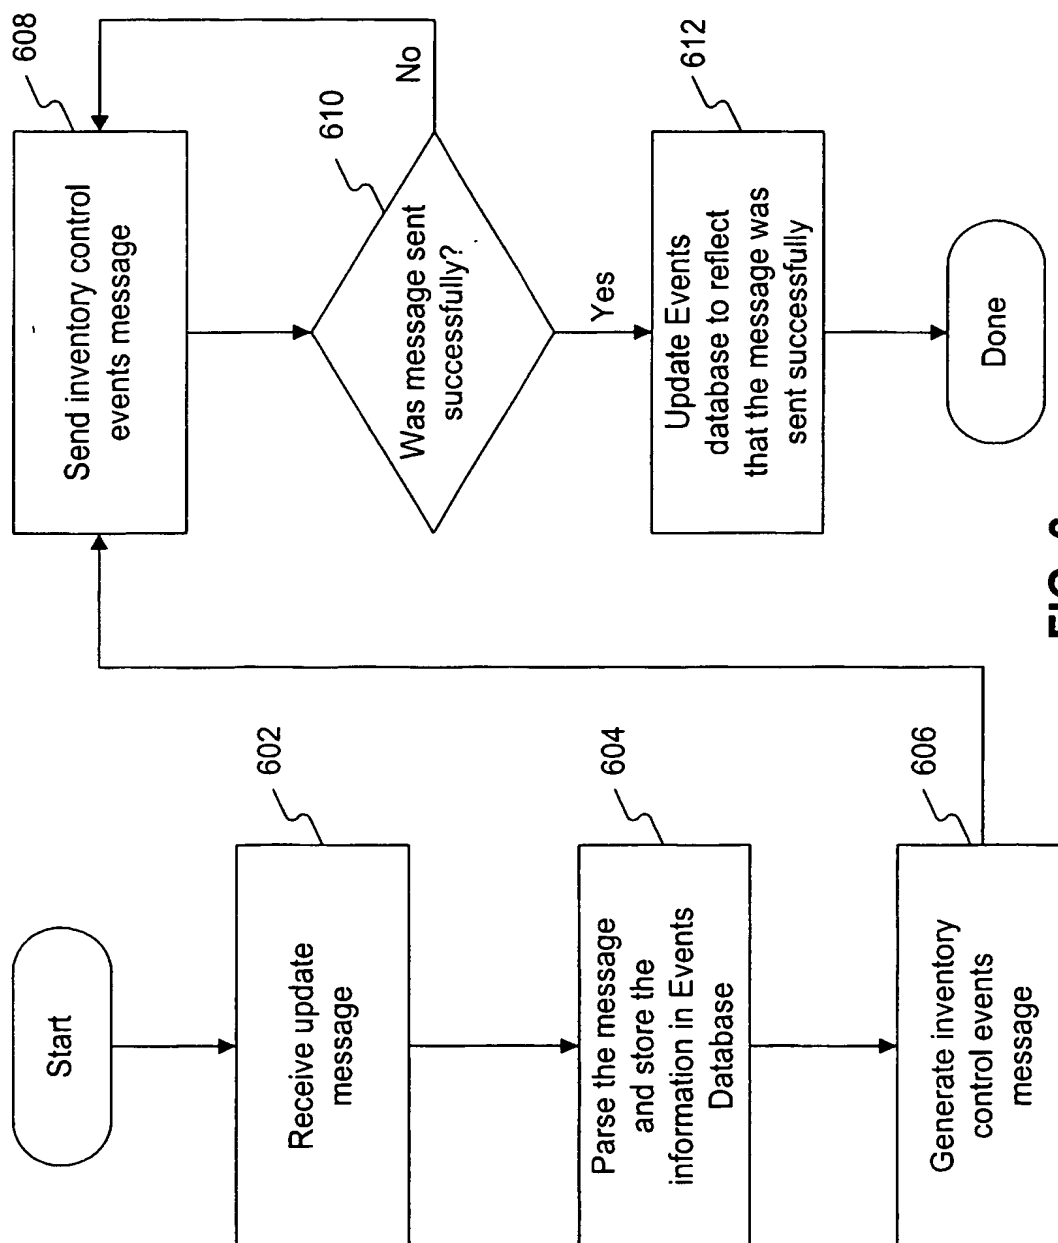 Start
602
Receive update
message
604
Parse the message
and store the
information in Events
Database
606
Generate inventory
control events
message
608
Send inventory control
events message
610
Was message sent
successfully?
No
Yes
612
Update Events
database to reflect
that the message was
sent successfully
Done
FIG.